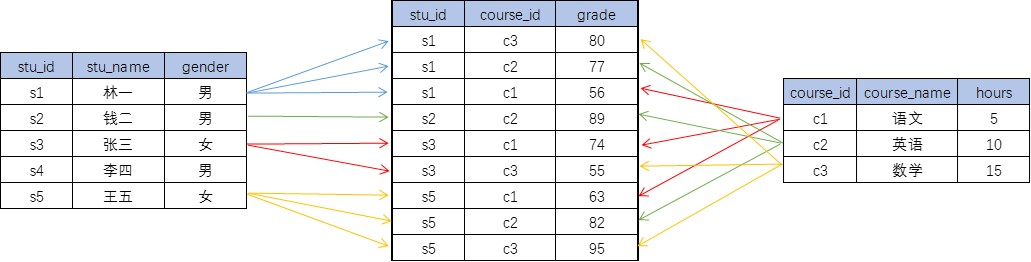 stu_id stu_name gender
s1 林一 男
s2 钱二 男
s3 张三 女
s4 李四 男
s5 王五 女
stu_id course_id grade
s1 c3 80
s1 c2 77
s1 c1 56
s2 c2 89
s3 c1 74
s3 c3 55
s5 c1 63
s5 c2 82
s5 c3 95
course_id course_name hours
c1 语文 5
c2 英语 10
c3 数学 15